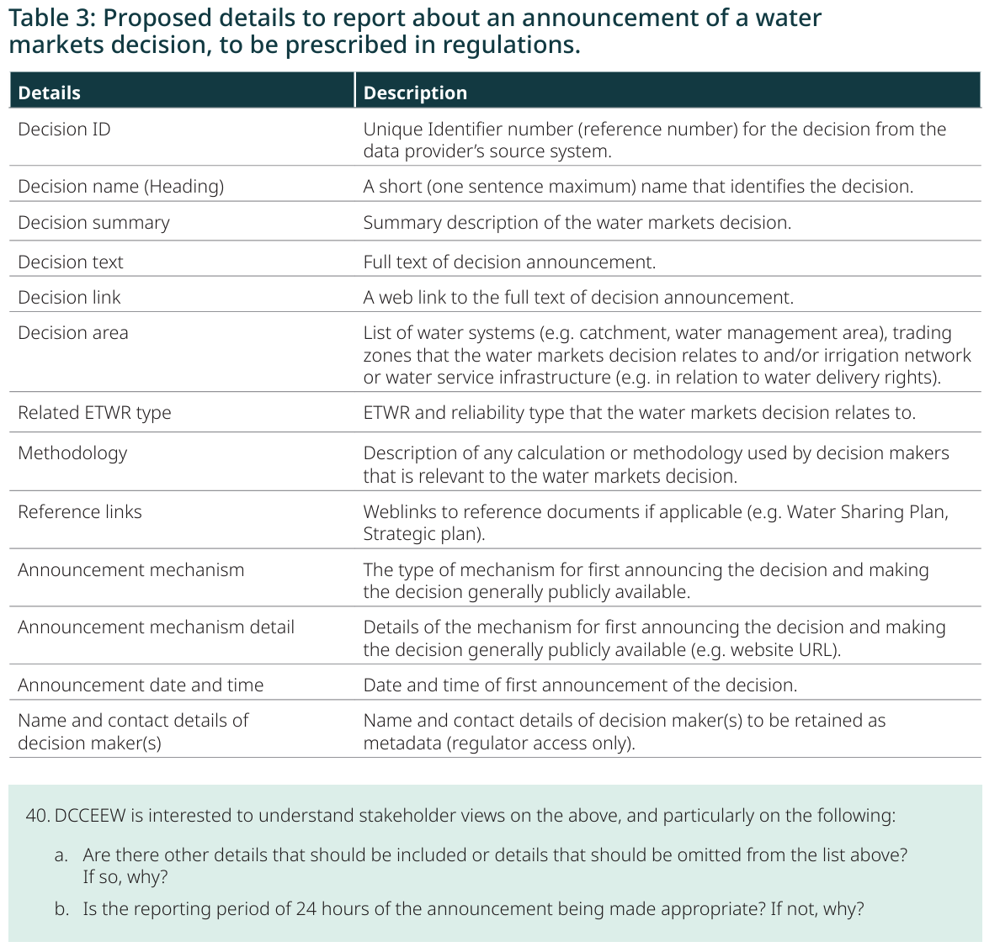 Table 3: Proposed details to report about an announcement of a water
markets decision, to be prescribed in regulations.
Details Description
Decision ID Unique Identifier number (reference number) for the decision from the
data provider’s source system.
Decision name (Heading) A short (one sentence maximum) name that identifies the decision.
Decision summary Summary description of the water markets decision.
Decision text Full text of decision announcement.
Decision link A web link to the full text of decision announcement.
Decision area List of water systems (e.g. catchment, water management area), trading
zones that the water markets decision relates to and/or irrigation network
or water service infrastructure (e.g. in relation to water delivery rights).
Related ETWR type ETWR and reliability type that the water markets decision relates to.
Methodology Description of any calculation or methodology used by decision makers
that is relevant to the water markets decision.
Reference links Weblinks to reference documents if applicable (e.g. Water Sharing Plan,
Strategic plan).
Announcement mechanism The type of mechanism for first announcing the decision and making
the decision generally publicly available.
Announcement mechanism detail Details of the mechanism for first announcing the decision and making
the decision generally publicly available (e.g. website URL).
Announcement date and time Date and time of first announcement of the decision.
Name and contact details of Name and contact details of decision maker(s) to be retained as
decision maker(s) metadata (regulator access only).
40. DCCEEW is interested to understand stakeholder views on the above, and particularly on the following:
a. Are there other details that should be included or details that should be omitted from the list above?
If so, why?
b. Is the reporting period of 24 hours of the announcement being made appropriate? If not, why?